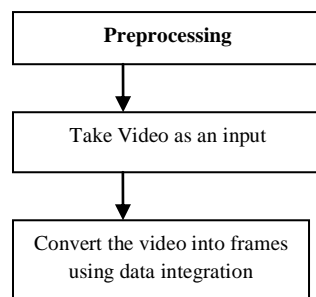 Preprocessing
Take Video as an input
Convert the video into frames
using data integration